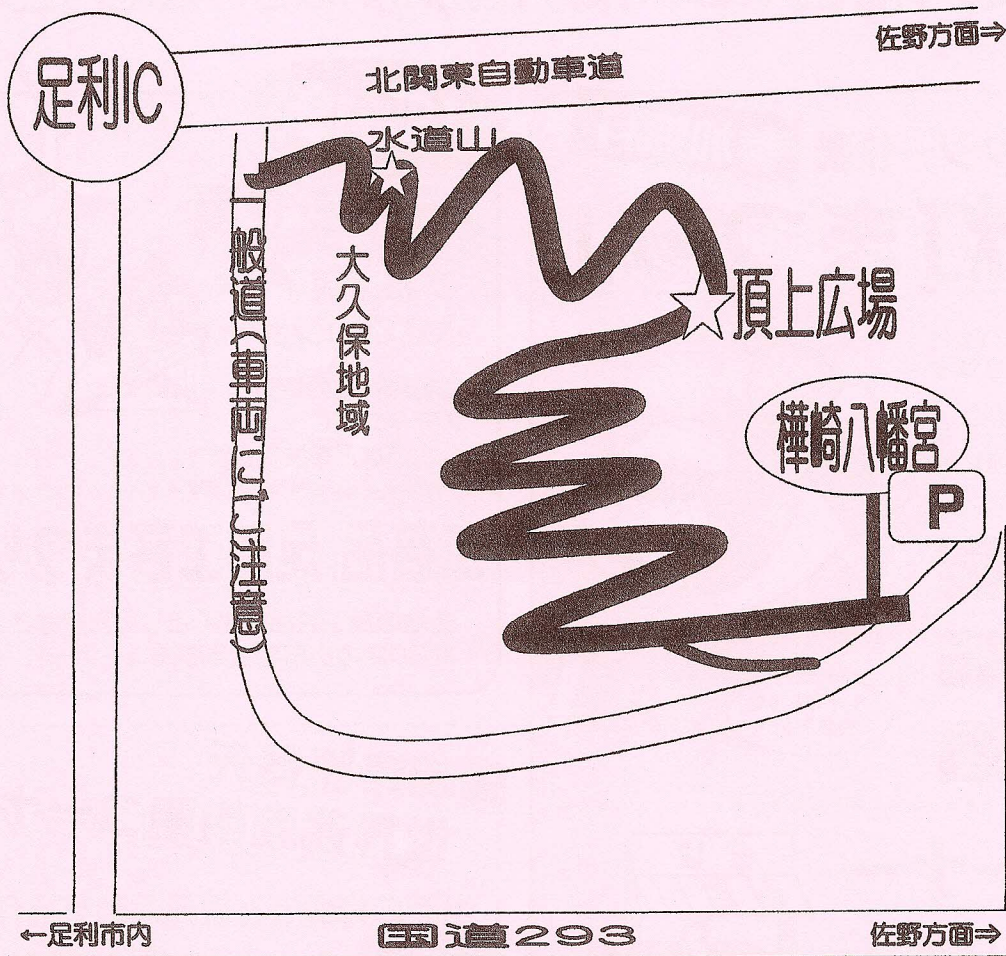 佐野方面⇒
足利IC
北関東自動車道
水道山
一般道(車両にご注意)
大久保地域
頂上広場
樺崎八幡宮
P
←足利市内
国道293
佐野方面⇒